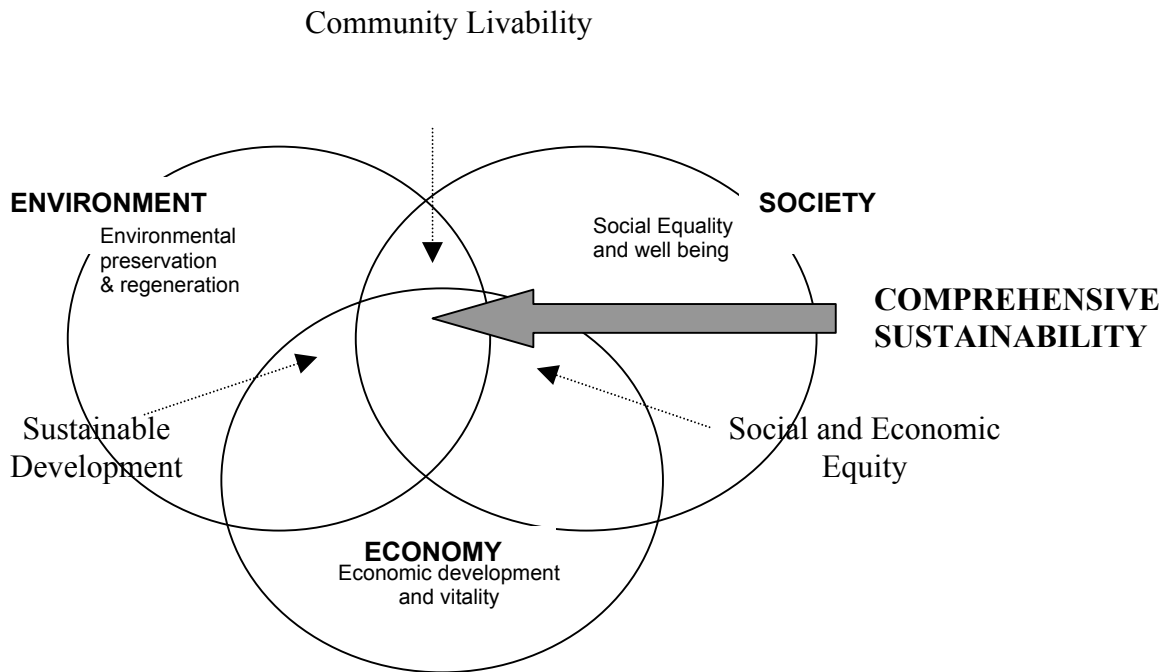 Community Livability
ENVIRONMENT
Environmental
preservation
& regeneration
SOCIETY
Social Equality
and well being
COMPREHENSIVE
SUSTAINABILITY
Sustainable
Development
Social and Economic
Equity
ECONOMY
Economic development
and vitality